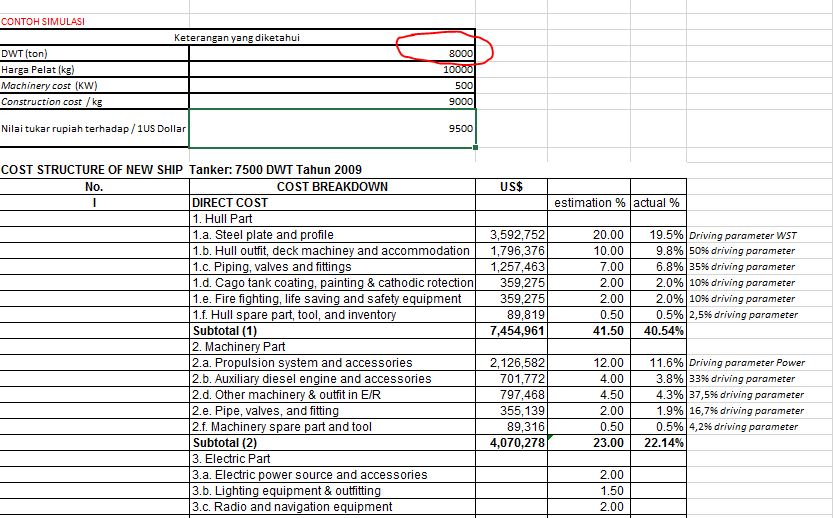 CONTOH SIMULASI
Keterangan yang diketahui
DWT (ton) 8000
Harga Pelat (kg) 10000
Machinery cost (KW) 500
Construction cost / kg 9000
Nilai tukar rupiah terhadap / 1US Dollar 9500
COST STRUCTURE OF NEW SHIP Tanker: 7500 DWT Tahun 2009
No. COST BREAKDOWN US$
I DIRECT COST estimation % actual %
1. Hull Part
1.a. Steel plate and profile 3,592,752 20.00 19.5% Driving parameter WST
1.b. Hull outfit, deck machiney and accommodation 1,796,376 10.00 9.8% 50% driving parameter
1.c. Piping, valves and fittings 1,257,463 7.00 6.8% 35% driving parameter
1.d. Cago tank coating, painting & cathodic rotection 359,275 2.00 2.0% 10% driving parameter
1.e. Fire fighting, life saving and safety equipment 359,275 2.00 2.0% 10% driving parameter
1.f. Hull spare part, tool, and inventory 89,819 0.50 0.5% 2,5% driving parameter
Subtotal (1) 7,454,961 41.50 40.54%
2. Machinery Part
2.a. Propulsion system and accessories 2,126,582 12.00 11.6% Driving parameter Power
2.b. Auxiliary diesel engine and accessories 701,772 4.00 3.8% 33% driving parameter
2.d. Other machinery & outfit in E/R 797,468 4.50 4.3% 37,5% driving parameter
2.e. Pipe, valves, and fitting 355,139 2.00 1.9% 16,7% driving parameter
2.f. Machinery spare part and tool 89,316 0.50 0.5% 4,2% driving parameter
Subtotal (2) 4,070,278 23.00 22.14%
3. Electric Part
3.a. Electric power source and accessories 2.00
3.b. Lighting equipment & outfitting 1.50
3.c. Radio and navigation equipment 2.00